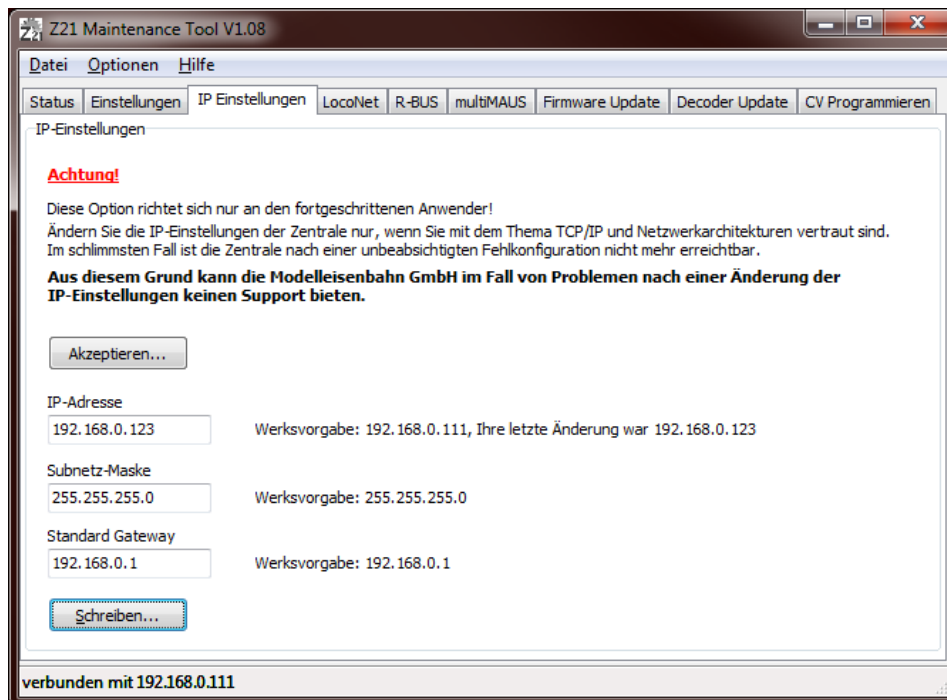 Z21 Maintenance Tool V1.08
Datei Optionen Hilfe
Status Einstellungen IP Einstellungen LocoNet R-BUS multiMAUS Firmware Update Decoder Update CV Programmieren
IP-Einstellungen
Achtung!
Diese Option richtet sich nur an den fortgeschrittenen Anwender!
Ändern Sie die IP-Einstellungen der Zentrale nur, wenn Sie mit dem Thema TCP/IP und Netzwerkarchitekturen vertraut sind.
Im schlimmsten Fall ist die Zentrale nach einer unbeabsichtigten Fehlkonfiguration nicht mehr erreichtbar.
Aus diesem Grund kann die Modelleisenbahn GmbH im Fall von Problemen nach einer Änderung der
IP-Einstellungen keinen Support bieten.
Akzeptieren...
IP-Adresse
192.168.0.123 Werksvorgabe: 192.168.0.111, Ihre letzte Änderung war 192.168.0.123
Subnetz-Maske
255.255.255.0 Werksvorgabe: 255.255.255.0
Standard Gateway
192.168.0.1 Werksvorgabe: 192.168.0.1
Schreiben...
verbunden mit 192.168.0.111